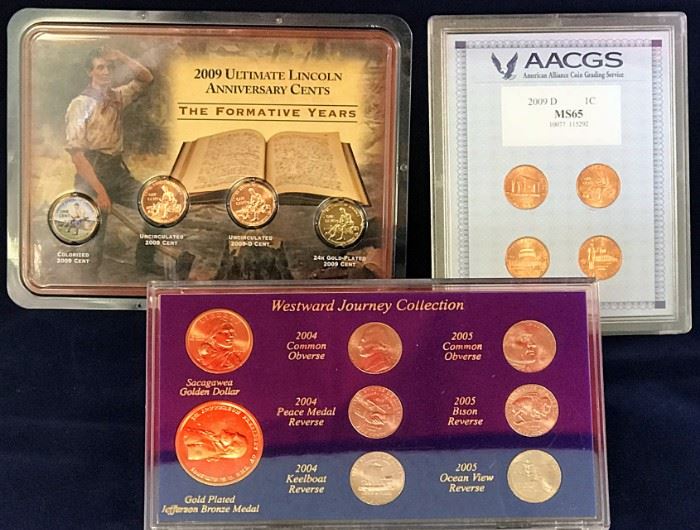 2009 ULTIMATE LINCOLN
ANNIVERSARY CENTS
THE FORMATIVE YEARS
COLORIZED
2009 CENT
UNCIRCULATED
2009 CENT
UNCIRCULATED
2009-D CENT
24K GOLD-PLATED
2009 CENT
AACGS
American Alliance Coin Grading Service
2009 D 1C
MS65
10077 115292
Westward Journey Collection
Sacagawea
Golden Dollar
Gold Plated
Jefferson Bronze Medal
2004
Common
Obverse
2004
Peace Medal
Reverse
2004
Keelboat
Reverse
2005
Common
Obverse
2005
Bison
Reverse
2005
Ocean View
Reverse